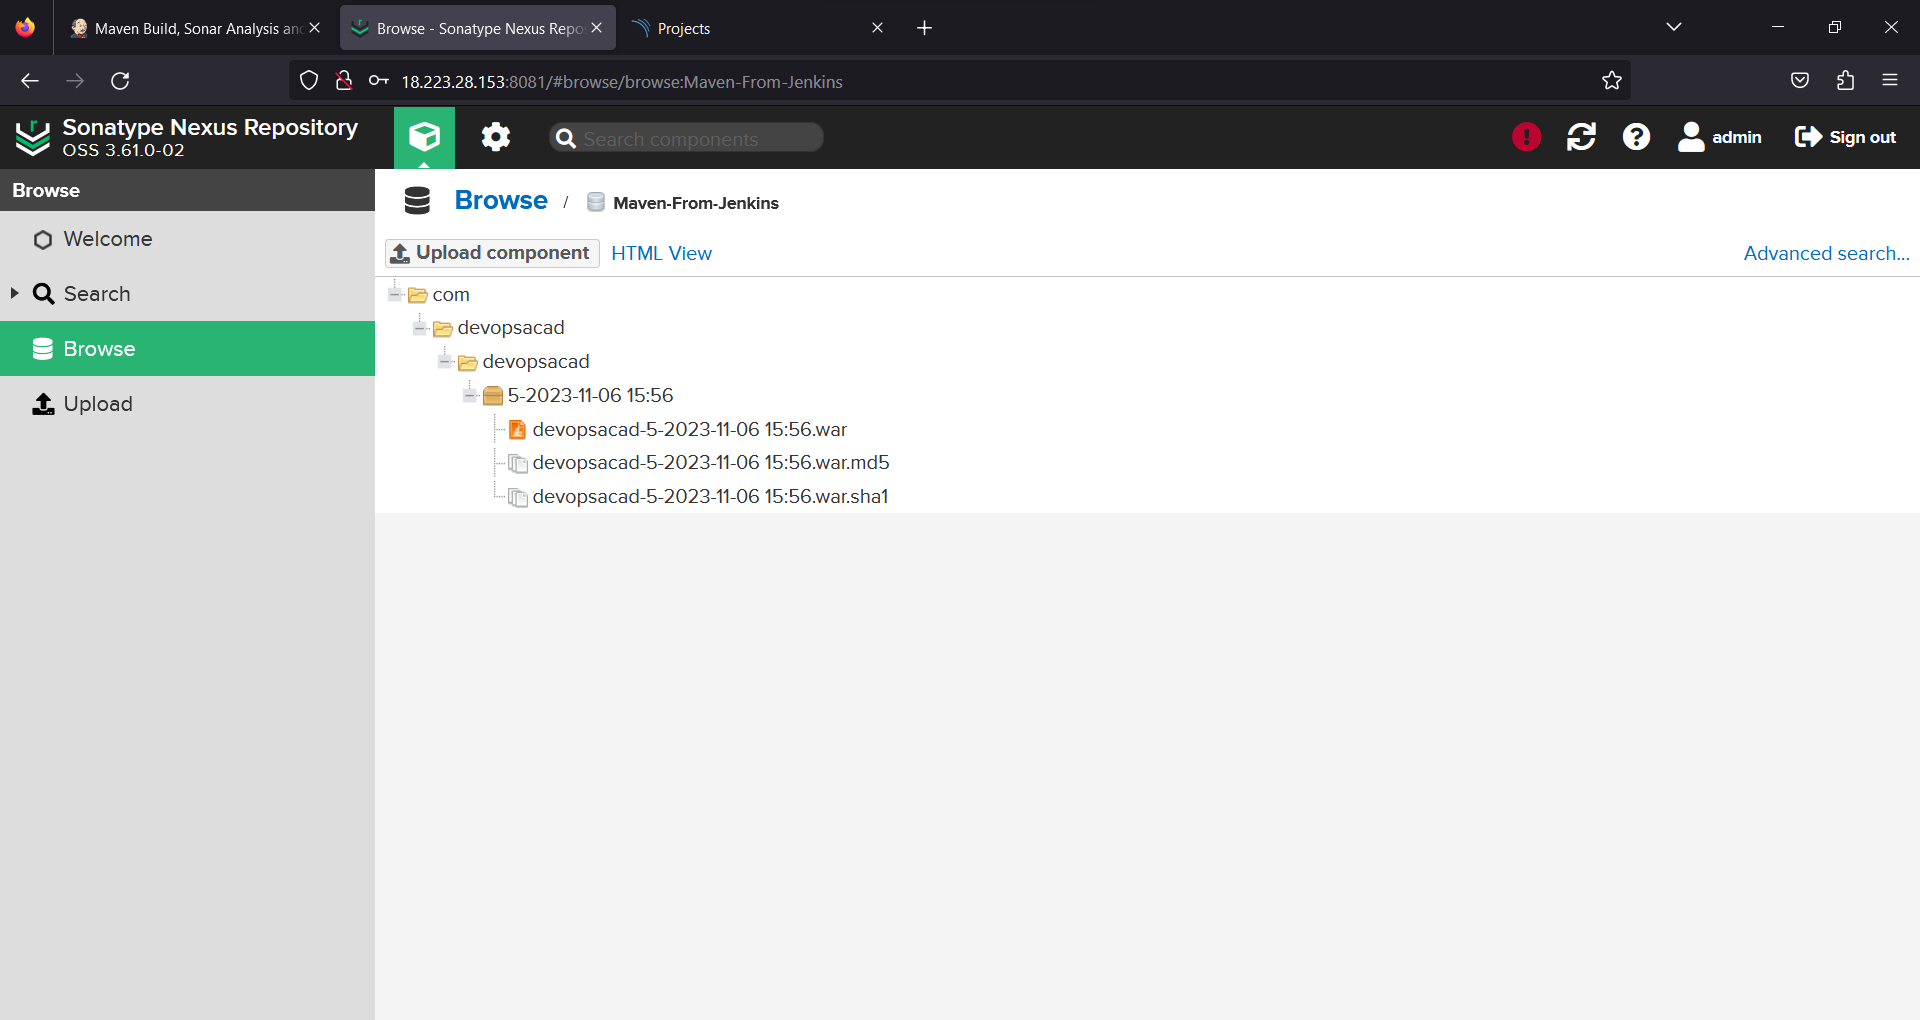 Maven Build, Sonar Analysis an
Browse - Sonatype Nexus Repo
Projects
18.223.28.153:8081/#browse/browse:Maven-From-Jenkins
Sonatype Nexus Repository
OSS 3.61.0-02
Search components
admin
Sign out
Browse
Welcome
Search
Browse
Upload
Browse / Maven-From-Jenkins
Upload component
HTML View
Advanced search...
com
devopsacad
devopsacad
5-2023-11-06 15:56
devopsacad-5-2023-11-06 15:56.war
devopsacad-5-2023-11-06 15:56.war.md5
devopsacad-5-2023-11-06 15:56.war.sha1